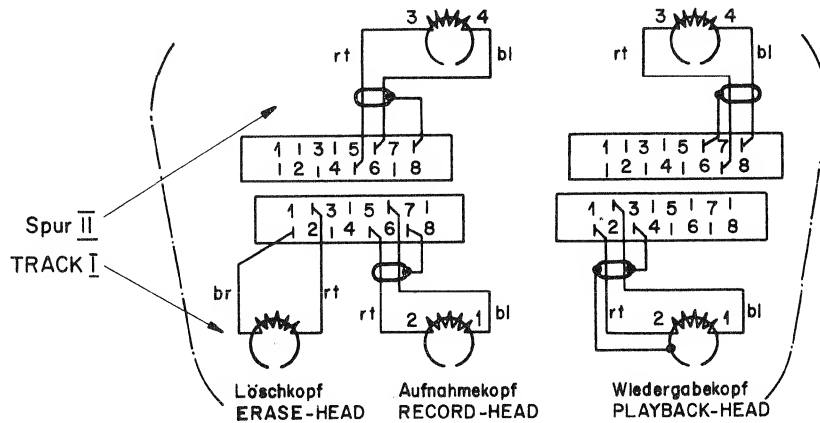 3 4
rt bl
3 4
rt bl
1 3 5 7
2 4 6 8
1 3 5 7
2 4 6 8
1 3 5 7
2 4 6 8
1 3 5 7
2 4 6 8
Spur II
TRACK I
br rt
rt bl
2 1
rt bl
2 1
Löschkopf
ERASE-HEAD
Aufnahmekopf
RECORD-HEAD
Wiedergabekopf
PLAYBACK-HEAD